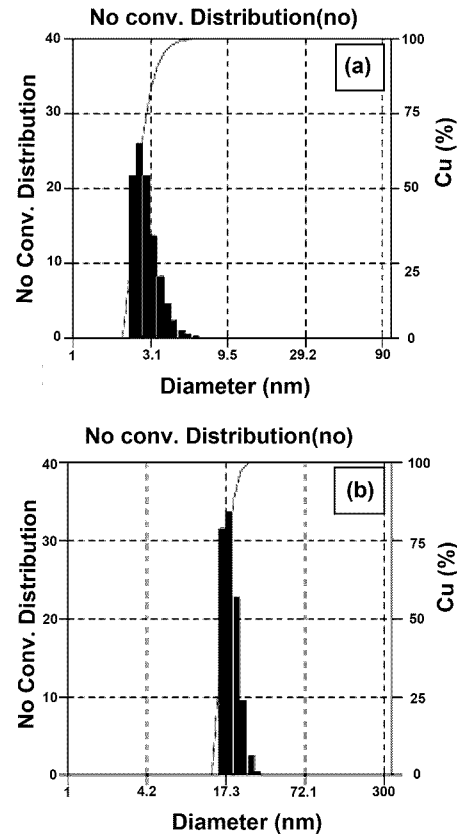 No conv. Distribution(no)
(a)
No Conv. Distribution
40
30
20
10
0
Cu (%)
100
75
50
25
0
1 3.1 9.5 29.2 90
Diameter (nm)
No conv. Distribution(no)
(b)
No Conv. Distribution
40
30
20
10
0
Cu (%)
100
75
50
25
0
1 4.2 17.3 72.1 300
Diameter (nm)